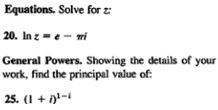 Equations. Solve for z:
20. ln z = e − πi
General Powers. Showing the details of your
work, find the principal value of:
25. (1 + i)¹⁻ⁱ